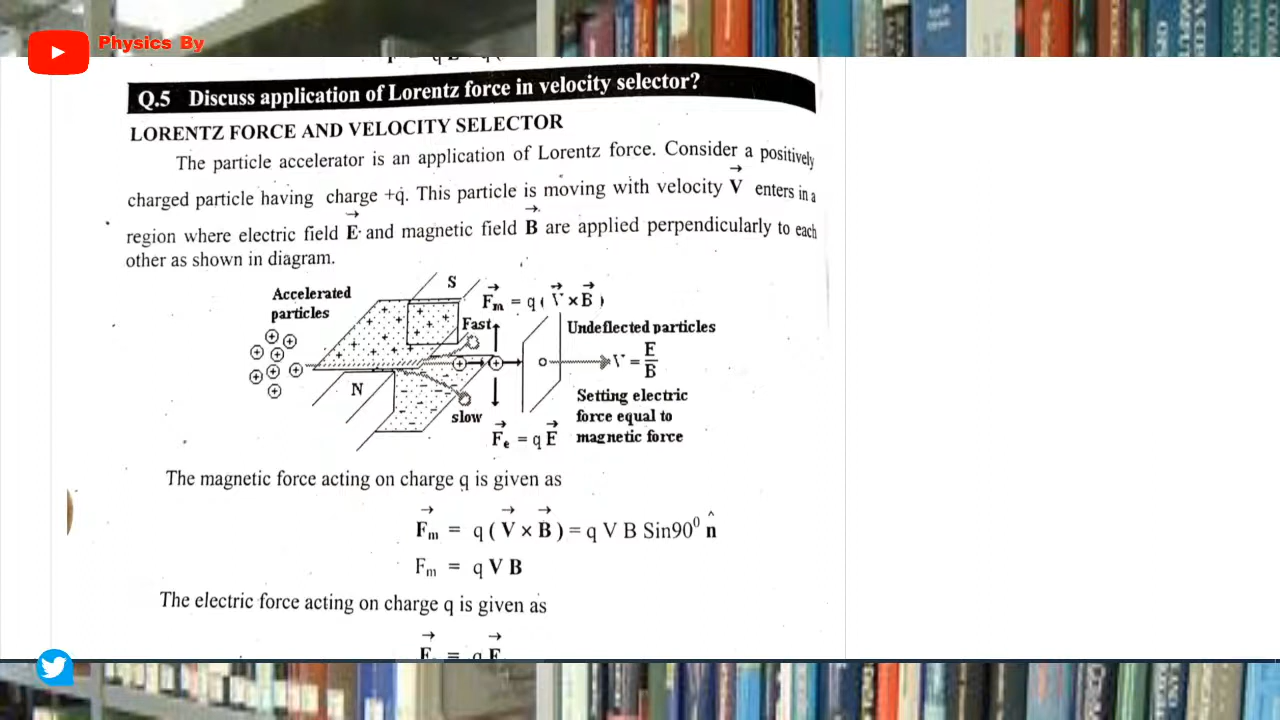 Physics By
Q.5 Discuss application of Lorentz force in velocity selector?
LORENTZ FORCE AND VELOCITY SELECTOR
The particle accelerator is an application of Lorentz force. Consider a positively
charged particle having charge +q. This particle is moving with velocity V⃗ enters in a
region where electric field E⃗ and magnetic field B⃗ are applied perpendicularly to each
other as shown in diagram.
Accelerated
particles
S
F⃗m = q ( V⃗ × B⃗ )
Fast
Undeflected particles
V = E/B
N
slow
Setting electric
force equal to
magnetic force
F⃗e = q E⃗
The magnetic force acting on charge q is given as
F⃗m = q ( V⃗ × B⃗ ) = q V B Sin90⁰ n̂
Fm = q V B
The electric force acting on charge q is given as